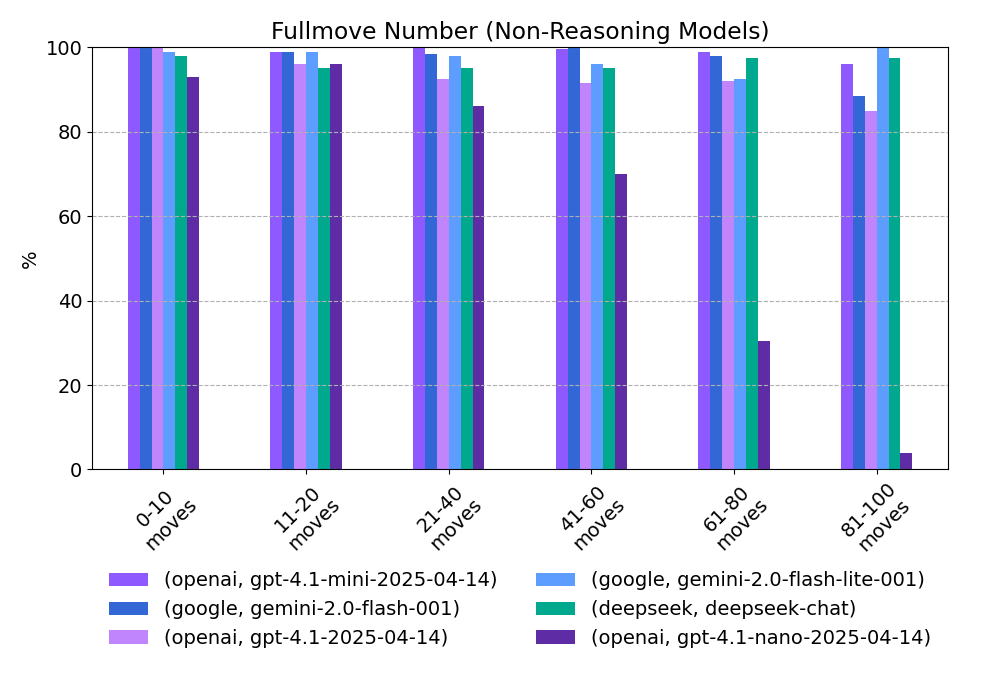 Fullmove Number (Non-Reasoning Models)
%
100
80
60
40
20
0
0-10
moves
11-20
moves
21-40
moves
41-60
moves
61-80
moves
81-100
moves
(openai, gpt-4.1-mini-2025-04-14)
(google, gemini-2.0-flash-001)
(openai, gpt-4.1-2025-04-14)
(google, gemini-2.0-flash-lite-001)
(deepseek, deepseek-chat)
(openai, gpt-4.1-nano-2025-04-14)